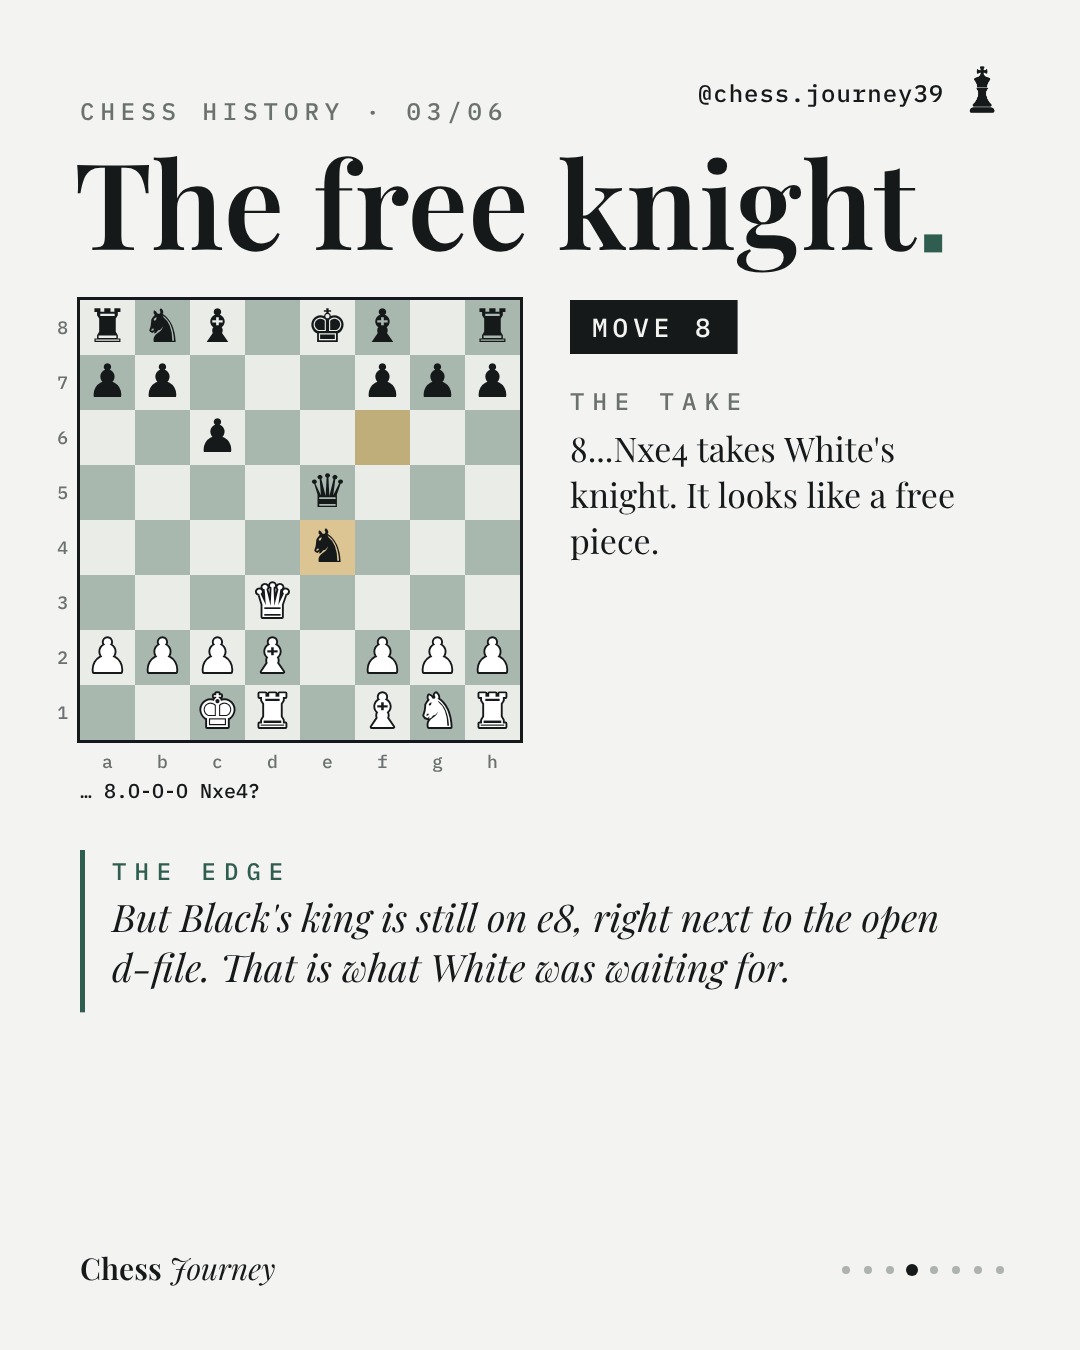 CHESS HISTORY · 03/06
@chess.journey39
The free knight.
MOVE 8
THE TAKE
8...Nxe4 takes White's
knight. It looks like a free
piece.
8
7
6
5
4
3
2
1
a b c d e f g h
… 8.O-O-O Nxe4?
THE EDGE
But Black's king is still on e8, right next to the open
d-file. That is what White was waiting for.
Chess Journey